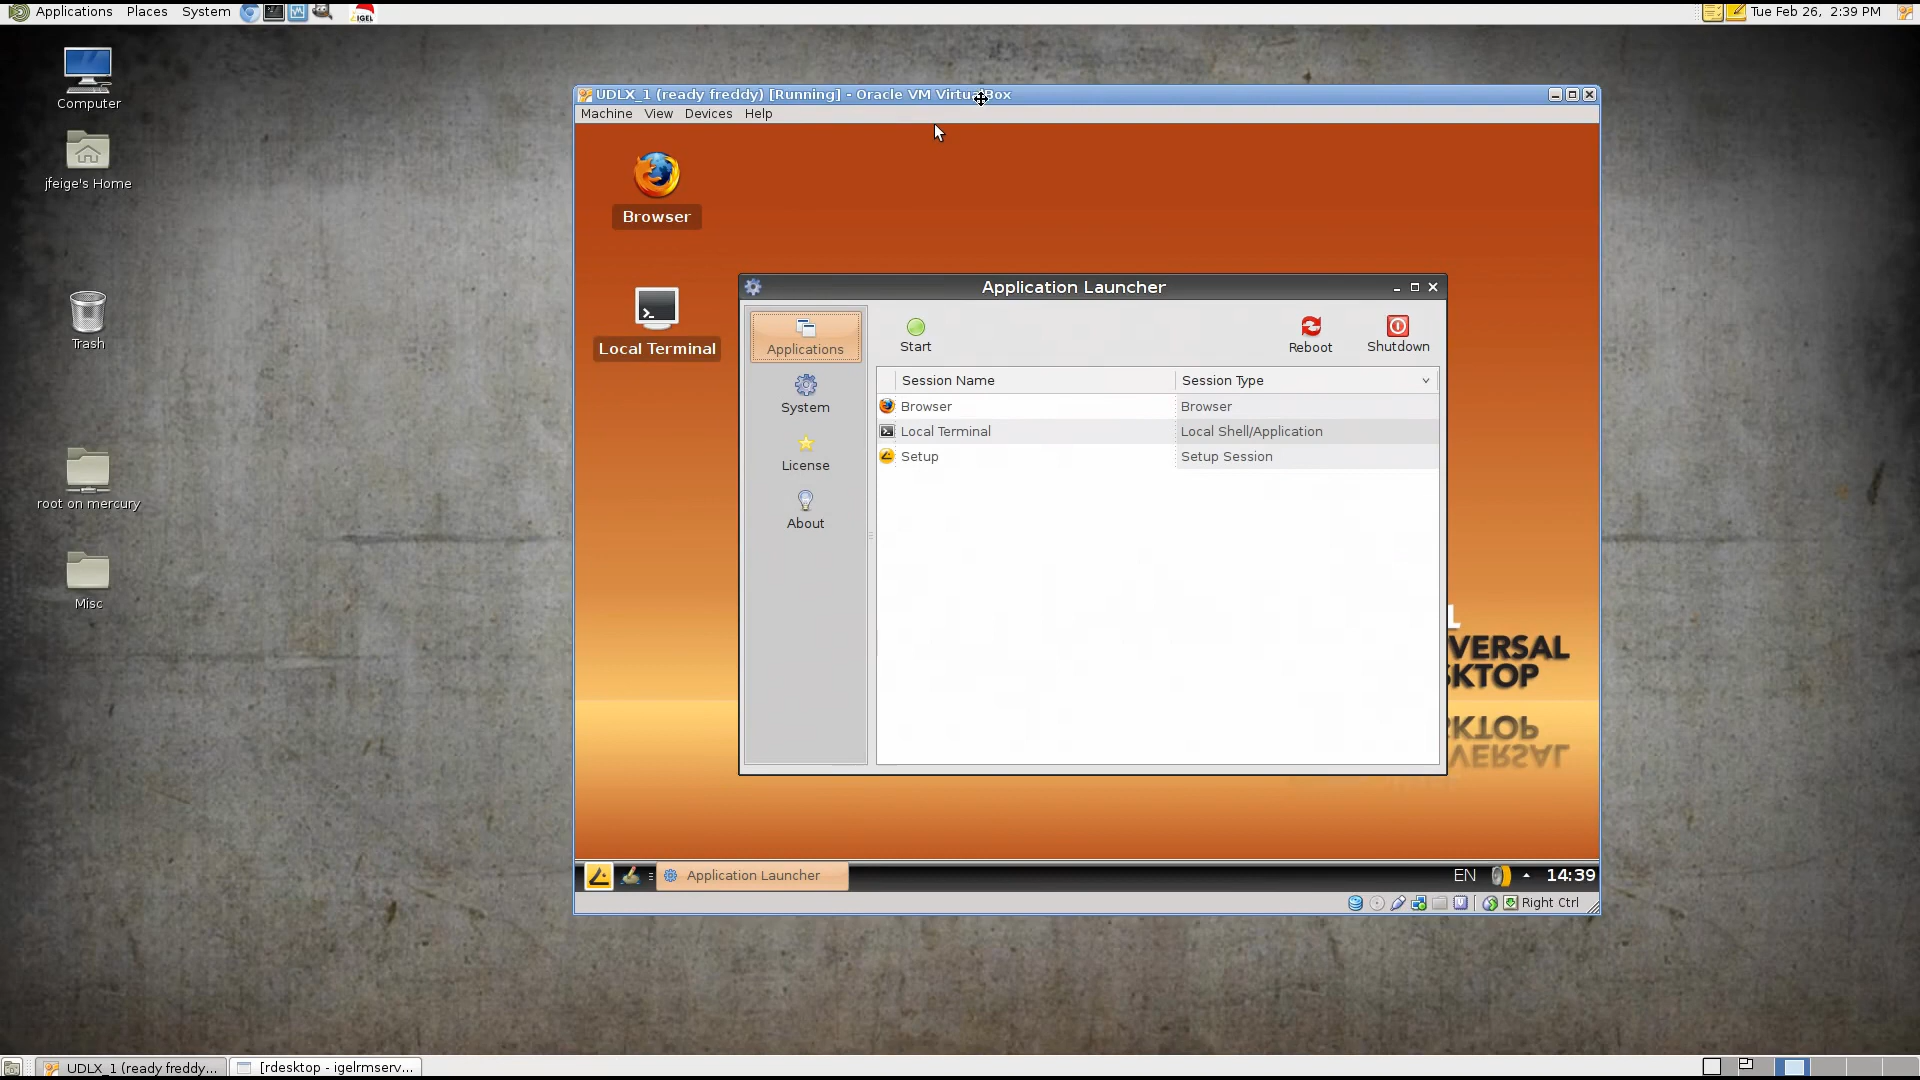 Applications Places System
IGEL
Tue Feb 26, 2:39 PM
Computer
jfeige's Home
Trash
root on mercury
Misc
UDLX_1 (ready freddy) [Running] - Oracle VM VirtualBox
Machine View Devices Help
Browser
Local Terminal
Application Launcher
Applications
System
License
About
Start
Reboot
Shutdown
Session Name Session Type
Browser Browser
Local Terminal Local Shell/Application
Setup Setup Session
L
VERSAL
SKTOP
Application Launcher
EN
14:39
Right Ctrl
UDLX_1 (ready freddy...
[rdesktop - igelrmserv...